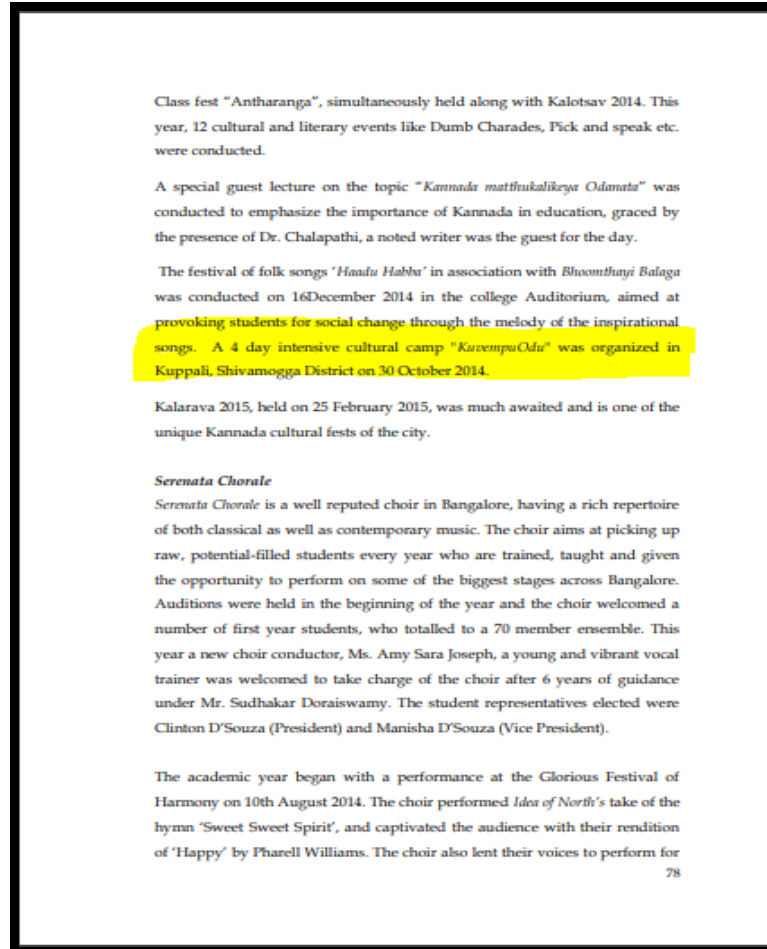 Class fest “Antharanga”, simultaneously held along with Kalotsav 2014. This
year, 12 cultural and literary events like Dumb Charades, Pick and speak etc.
were conducted.
A special guest lecture on the topic “Kannada matthukalikeya Odanata” was
conducted to emphasize the importance of Kannada in education, graced by
the presence of Dr. Chalapathi, a noted writer was the guest for the day.
The festival of folk songs ‘Haadu Habba’ in association with Bhoomthayi Balaga
was conducted on 16December 2014 in the college Auditorium, aimed at
provoking students for social change through the melody of the inspirational
songs. A 4 day intensive cultural camp "KuvempuOdu" was organized in
Kuppali, Shivamogga District on 30 October 2014.
Kalarava 2015, held on 25 February 2015, was much awaited and is one of the
unique Kannada cultural fests of the city.
Serenata Chorale
Serenata Chorale is a well reputed choir in Bangalore, having a rich repertoire
of both classical as well as contemporary music. The choir aims at picking up
raw, potential-filled students every year who are trained, taught and given
the opportunity to perform on some of the biggest stages across Bangalore.
Auditions were held in the beginning of the year and the choir welcomed a
number of first year students, who totalled to a 70 member ensemble. This
year a new choir conductor, Ms. Amy Sara Joseph, a young and vibrant vocal
trainer was welcomed to take charge of the choir after 6 years of guidance
under Mr. Sudhakar Doraiswamy. The student representatives elected were
Clinton D’Souza (President) and Manisha D’Souza (Vice President).
The academic year began with a performance at the Glorious Festival of
Harmony on 10th August 2014. The choir performed Idea of North’s take of the
hymn ‘Sweet Sweet Spirit’, and captivated the audience with their rendition
of ‘Happy’ by Pharell Williams. The choir also lent their voices to perform for
78